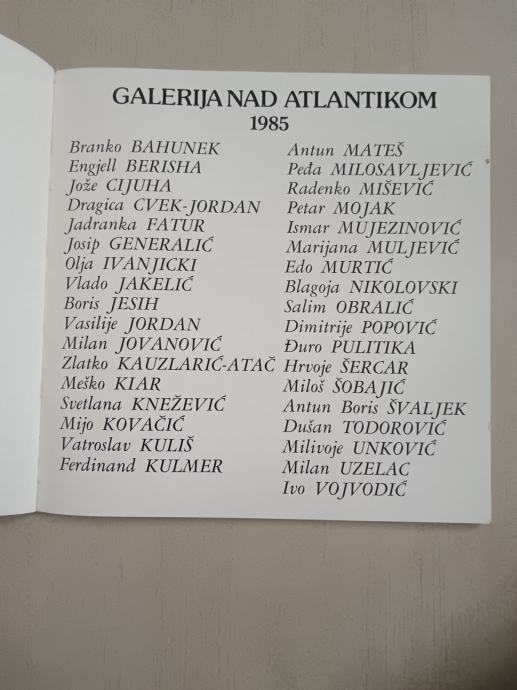 GALERIJA NAD ATLANTIKOM
1985
Branko BAHUNEK
Engjell BERISHA
Jože CIJUHA
Dragica CVEK-JORDAN
Jadranka FATUR
Josip GENERALIĆ
Olja IVANJICKI
Vlado JAKELIĆ
Boris JESIH
Vasilije JORDAN
Milan JOVANOVIĆ
Zlatko KAUZLARIĆ-ATAČ
Meško KIAR
Svetlana KNEŽEVIĆ
Mijo KOVAČIĆ
Vatroslav KULIŠ
Ferdinand KULMER
Antun MATEŠ
Peđa MILOSAVLJEVIĆ
Radenko MIŠEVIĆ
Petar MOJAK
Ismar MUJEZINOVIĆ
Marijana MULJEVIĆ
Edo MURTIĆ
Blagoja NIKOLOVSKI
Salim OBRALIĆ
Dimitrije POPOVIĆ
Đuro PULITIKA
Hrvoje ŠERCAR
Miloš ŠOBAJIĆ
Antun Boris ŠVALJEK
Dušan TODOROVIĆ
Milivoje UNKOVIĆ
Milan UZELAC
Ivo VOJVODIĆ